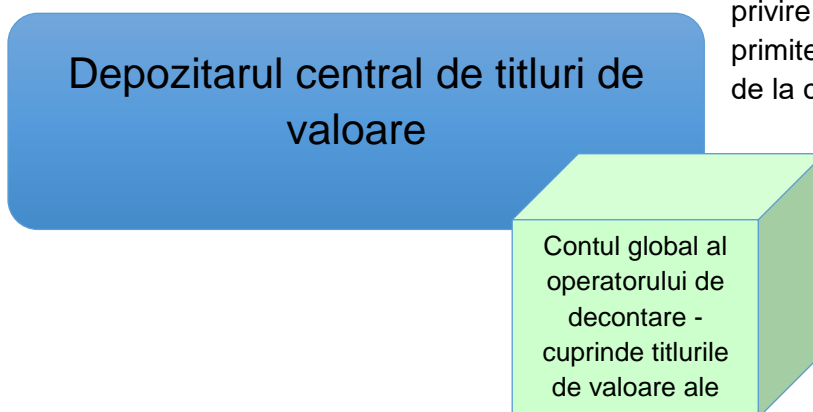 privire
primite
de la
Depozitarul central de titluri de
valoare
Contul global al
operatorului de
decontare -
cuprinde titlurile
de valoare ale